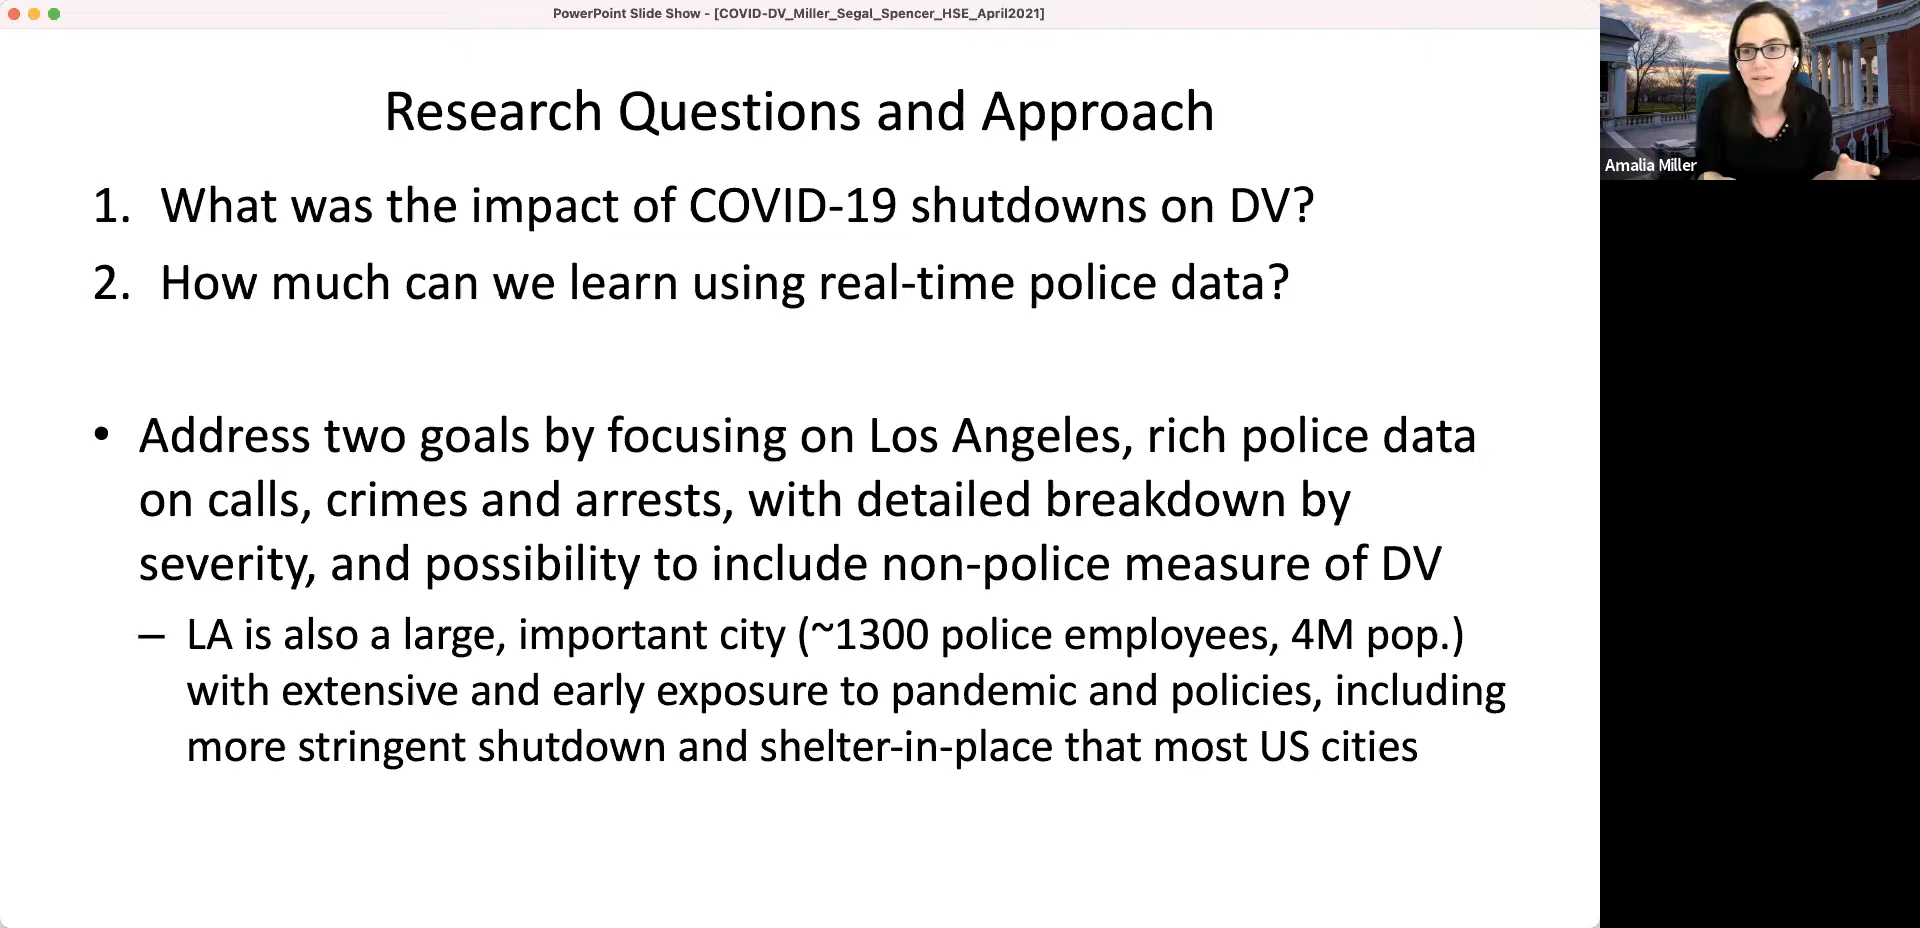 PowerPoint Slide Show - [COVID-DV_Miller_Segal_Spencer_HSE_April2021]
Research Questions and Approach
1. What was the impact of COVID-19 shutdowns on DV?
2. How much can we learn using real-time police data?
• Address two goals by focusing on Los Angeles, rich police data
on calls, crimes and arrests, with detailed breakdown by
severity, and possibility to include non-police measure of DV
– LA is also a large, important city (~1300 police employees, 4M pop.)
with extensive and early exposure to pandemic and policies, including
more stringent shutdown and shelter-in-place that most US cities
Amalia Miller